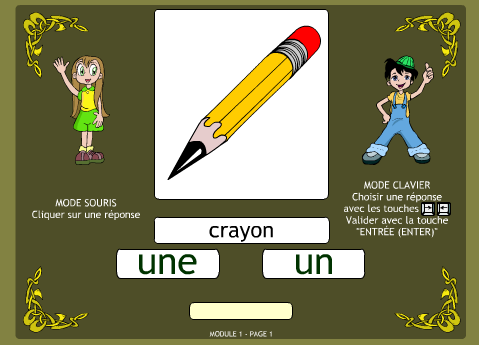 MODE SOURIS
Cliquer sur une réponse
MODE CLAVIER
Choisir une réponse
avec les touches
Valider avec la touche
"ENTRÉE (ENTER)"
crayon
une
un
MODULE 1 - PAGE 1